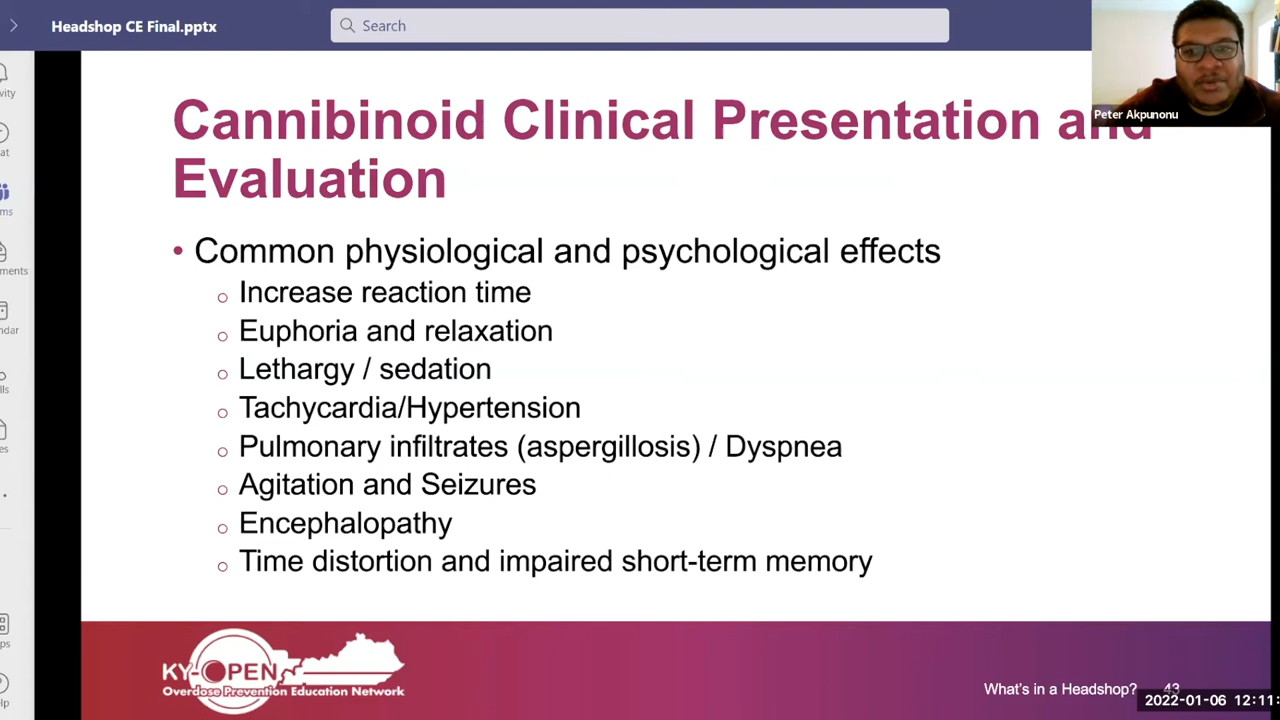 Headshop CE Final.pptx
Search
Peter Akpunonu
Cannibinoid Clinical Presentation and
Evaluation
• Common physiological and psychological effects
o Increase reaction time
o Euphoria and relaxation
o Lethargy / sedation
o Tachycardia/Hypertension
o Pulmonary infiltrates (aspergillosis) / Dyspnea
o Agitation and Seizures
o Encephalopathy
o Time distortion and impaired short-term memory
KY-OPEN
Overdose Prevention Education Network
What's in a Headshop? 43
2022-01-06 12:11: